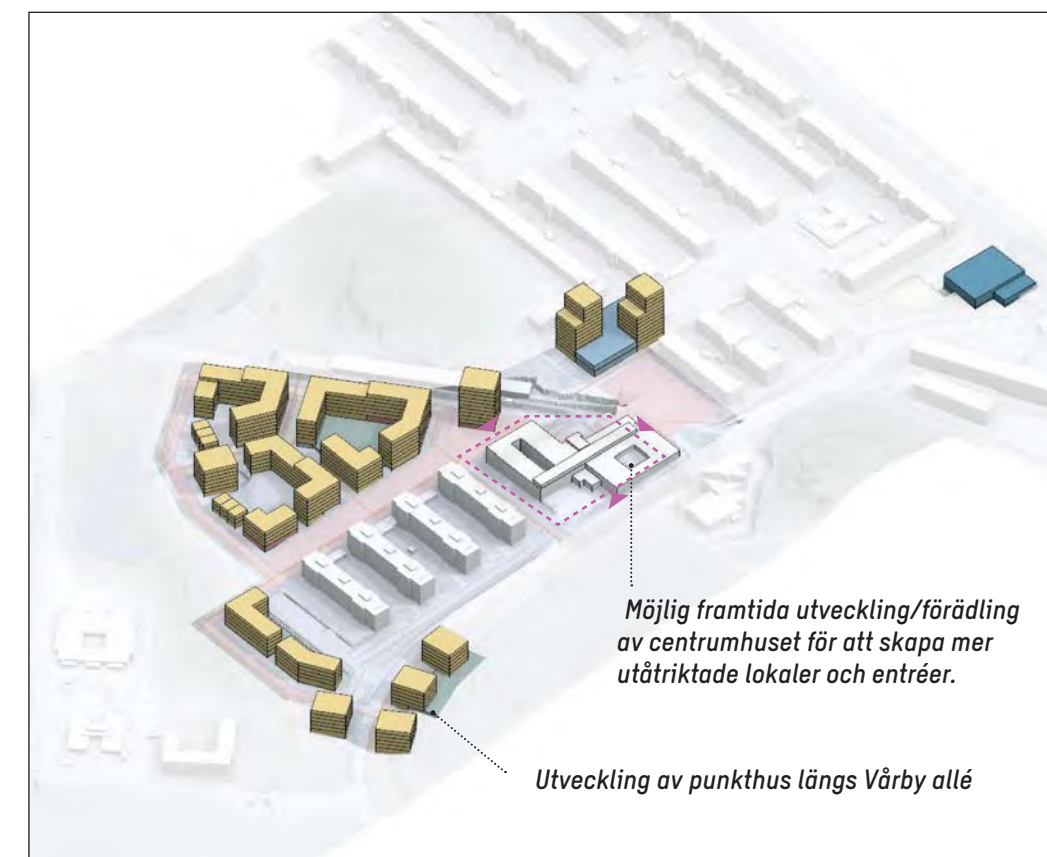 Möjlig framtida utveckling/förädling
av centrumhuset för att skapa mer
utåtriktade lokaler och entréer.
Utveckling av punkthus längs Vårby allé